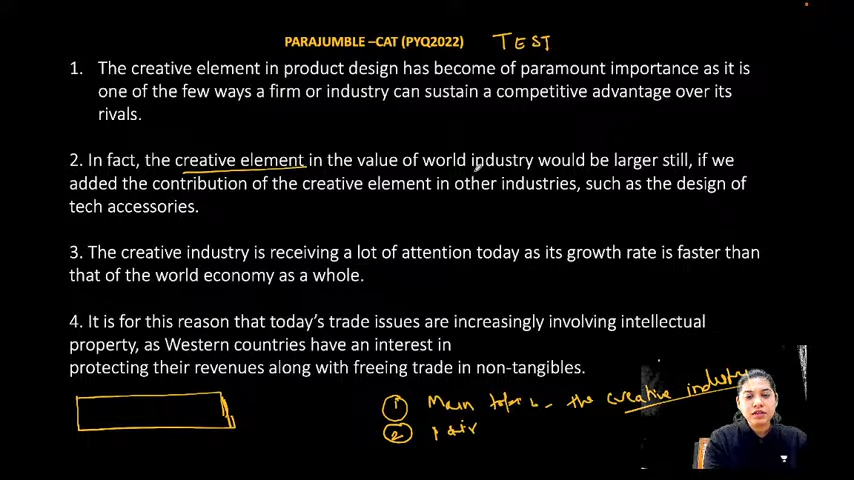 PARAJUMBLE –CAT (PYQ2022) TEST
1. The creative element in product design has become of paramount importance as it is
one of the few ways a firm or industry can sustain a competitive advantage over its
rivals.
2. In fact, the creative element in the value of world industry would be larger still, if we
added the contribution of the creative element in other industries, such as the design of
tech accessories.
3. The creative industry is receiving a lot of attention today as its growth rate is faster than
that of the world economy as a whole.
4. It is for this reason that today's trade issues are increasingly involving intellectual
property, as Western countries have an interest in
protecting their revenues along with freeing trade in non-tangibles.
1 Main - the creative industry
2 pair